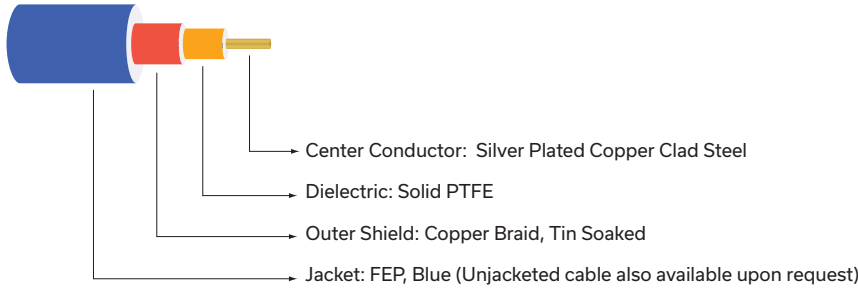 Center Conductor: Silver Plated Copper Clad Steel
Dielectric: Solid PTFE
Outer Shield: Copper Braid, Tin Soaked
Jacket: FEP, Blue (Unjacketed cable also available upon request)